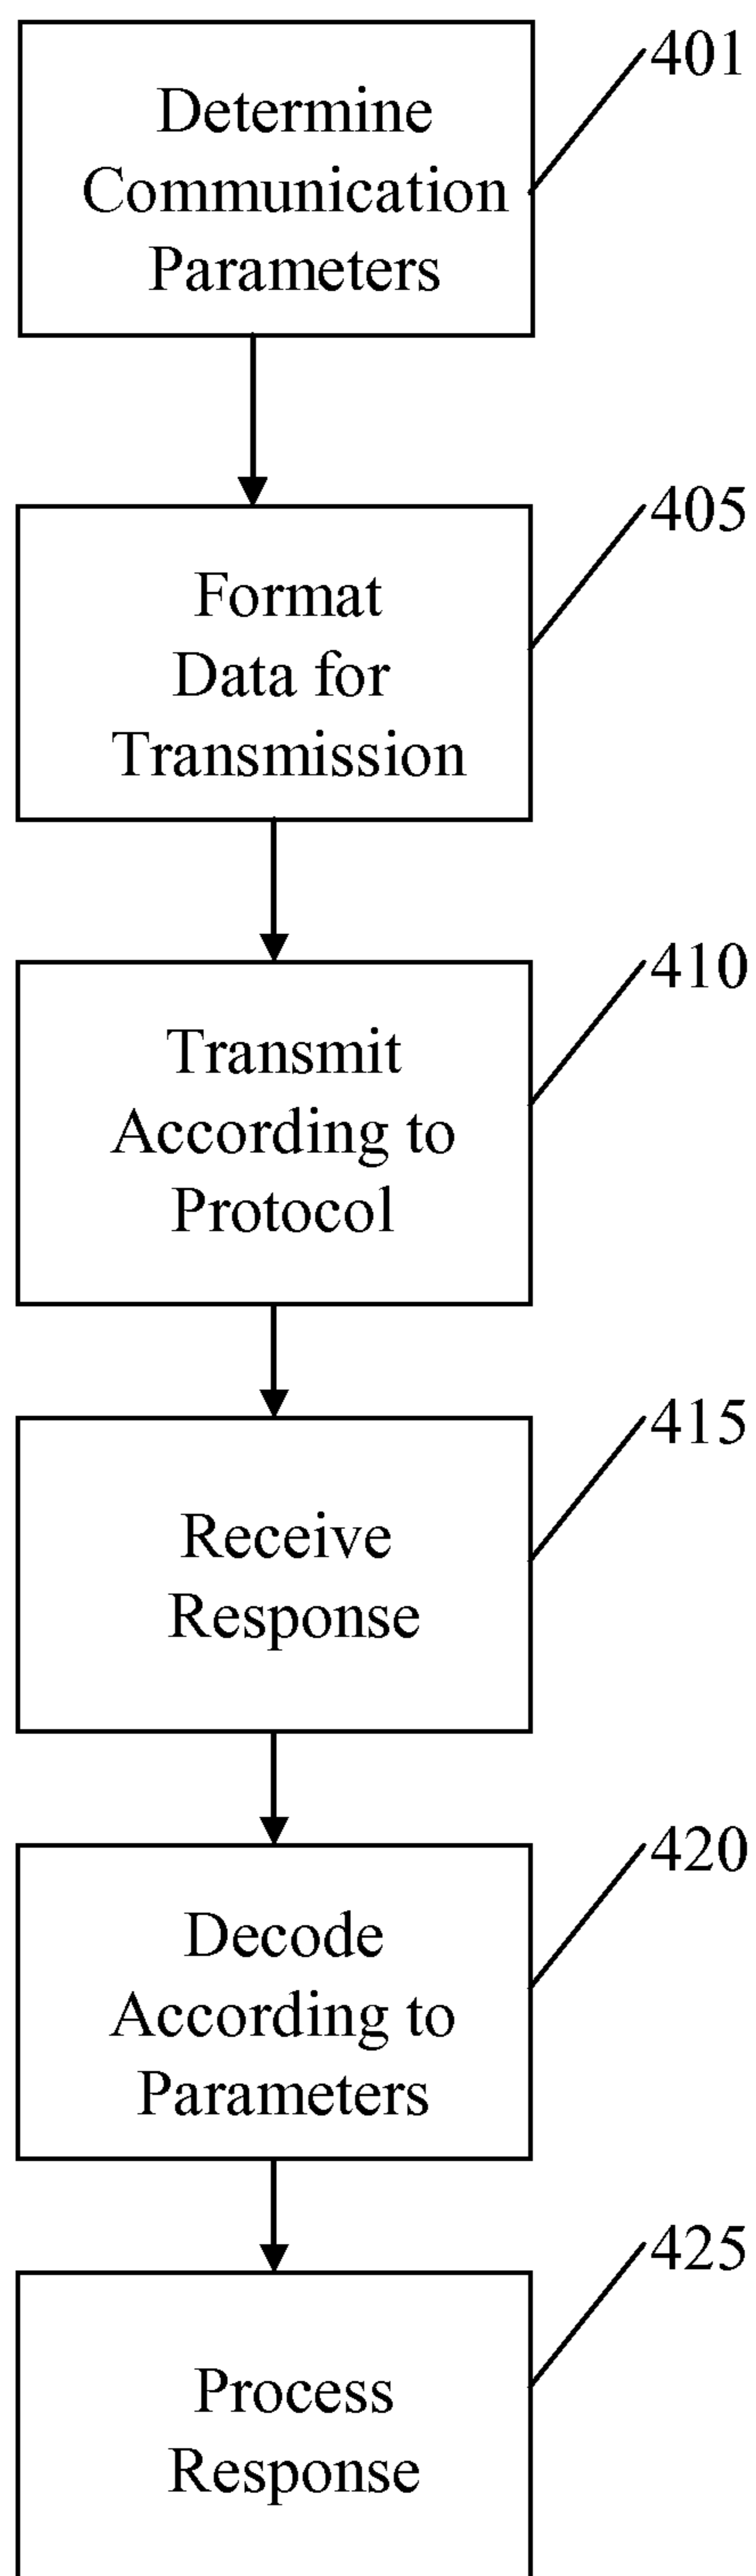 401
Determine
Communication
Parameters
405
Format
Data for
Transmission
410
Transmit
According to
Protocol
415
Receive
Response
420
Decode
According to
Parameters
425
Process
Response